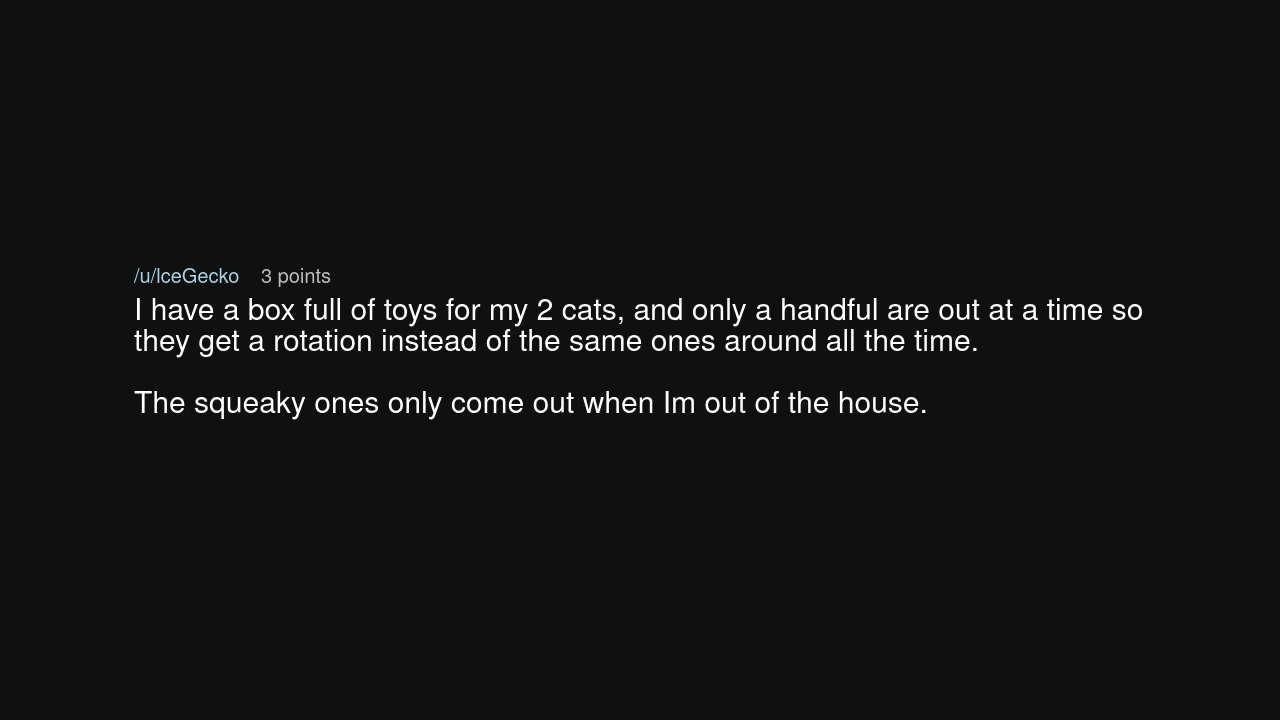 /u/IceGecko 3 points
I have a box full of toys for my 2 cats, and only a handful are out at a time so
they get a rotation instead of the same ones around all the time.
The squeaky ones only come out when Im out of the house.